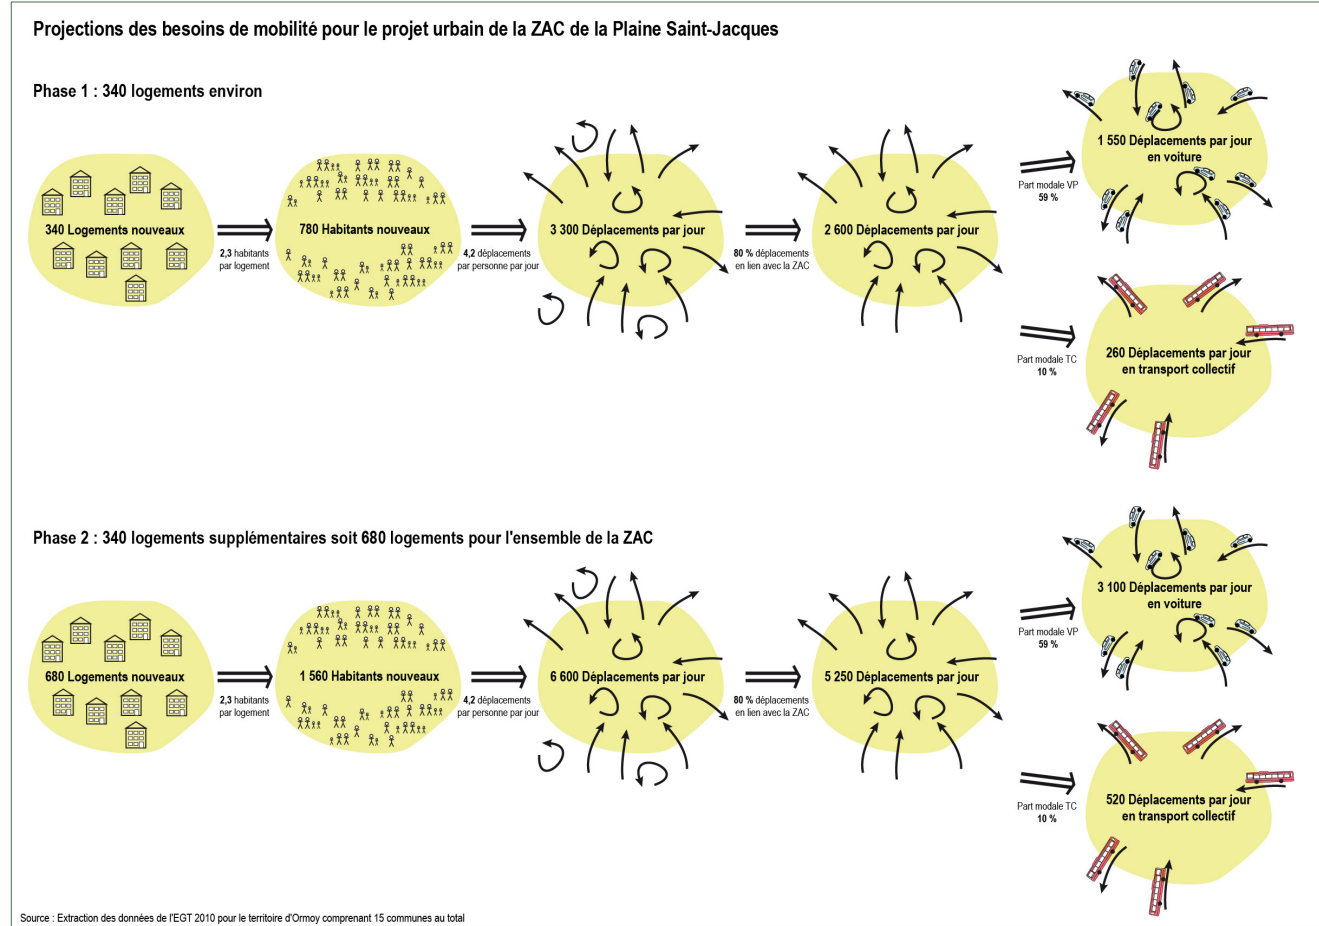 Projections des besoins de mobilité pour le projet urbain de la ZAC de la Plaine Saint-Jacques
Phase 1 : 340 logements environ
340 Logements nouveaux
2,3 habitants
par logement
780 Habitants nouveaux
4,2 déplacements
par personne par jour
3 300 Déplacements par jour
80 % déplacements
en lien avec la ZAC
2 600 Déplacements par jour
Part modale VP
59 %
1 550 Déplacements par jour
en voiture
Part modale TC
10 %
260 Déplacements par jour
en transport collectif
Phase 2 : 340 logements supplémentaires soit 680 logements pour l'ensemble de la ZAC
680 Logements nouveaux
2,3 habitants
par logement
1 560 Habitants nouveaux
4,2 déplacements
par personne par jour
6 600 Déplacements par jour
80 % déplacements
en lien avec la ZAC
5 250 Déplacements par jour
Part modale VP
59 %
3 100 Déplacements par jour
en voiture
Part modale TC
10 %
520 Déplacements par jour
en transport collectif
Source : Extraction des données de l'EGT 2010 pour le territoire d'Ormoy comprenant 15 communes au total